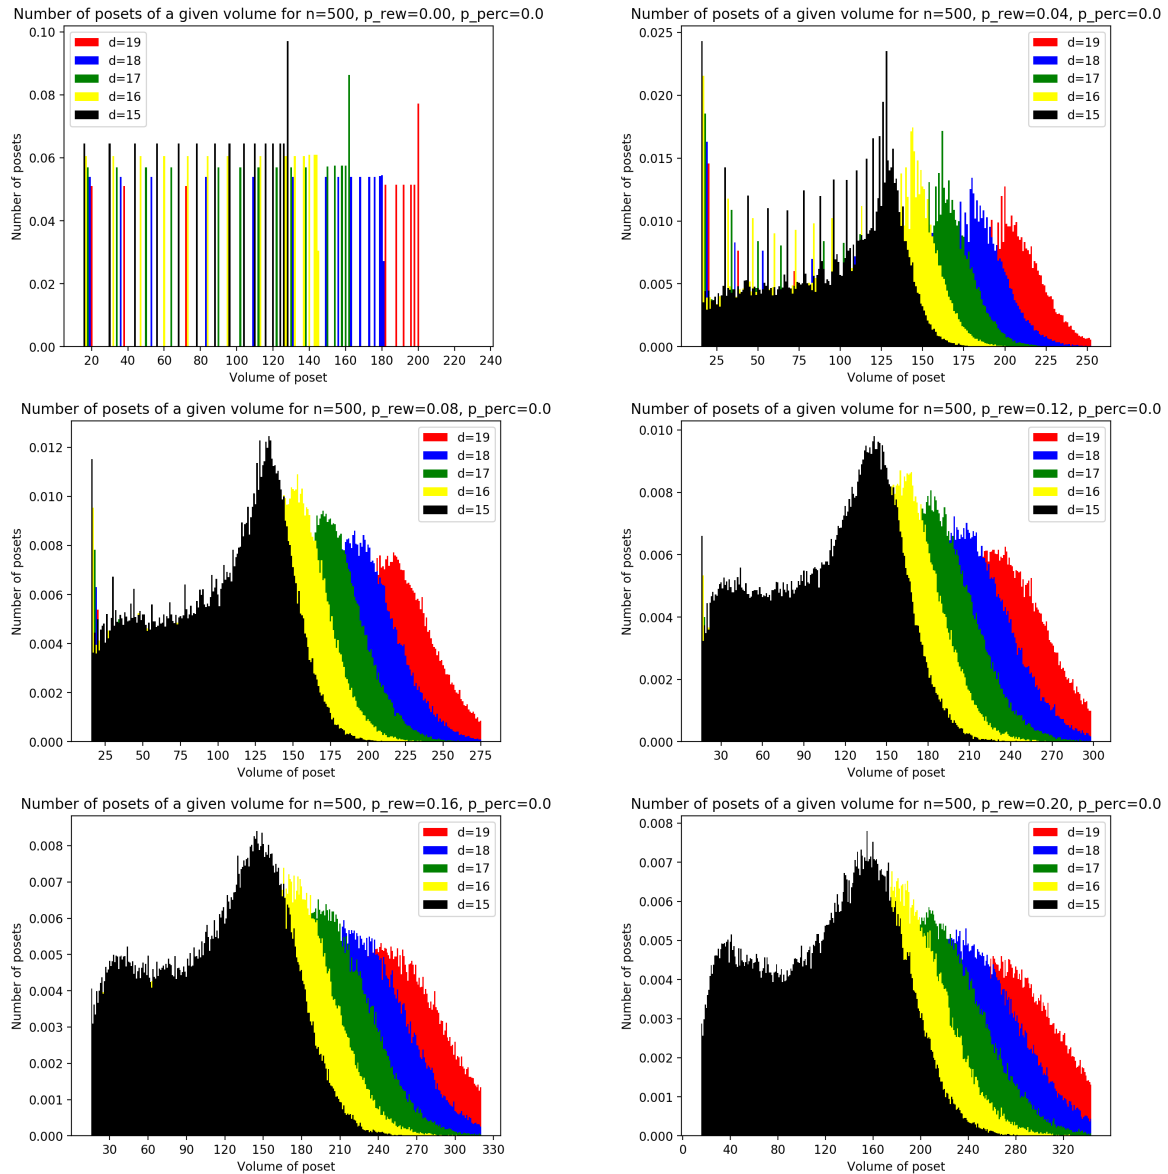 Number of posets of a given volume for n=500, p_rew=0.00, p_perc=0.0
Number of posets
0.10
0.08
0.06
0.04
0.02
0.00
d=19
d=18
d=17
d=16
d=15
20 40 60 80 100 120 140 160 180 200 220 240
Volume of poset
Number of posets of a given volume for n=500, p_rew=0.04, p_perc=0.0
Number of posets
0.025
0.020
0.015
0.010
0.005
0.000
d=19
d=18
d=17
d=16
d=15
25 50 75 100 125 150 175 200 225 250
Volume of poset
Number of posets of a given volume for n=500, p_rew=0.08, p_perc=0.0
Number of posets
0.012
0.010
0.008
0.006
0.004
0.002
0.000
d=19
d=18
d=17
d=16
d=15
25 50 75 100 125 150 175 200 225 250 275
Volume of poset
Number of posets of a given volume for n=500, p_rew=0.12, p_perc=0.0
Number of posets
0.010
0.008
0.006
0.004
0.002
0.000
d=19
d=18
d=17
d=16
d=15
30 60 90 120 150 180 210 240 270 300
Volume of poset
Number of posets of a given volume for n=500, p_rew=0.16, p_perc=0.0
Number of posets
0.008
0.007
0.006
0.005
0.004
0.003
0.002
0.001
0.000
d=19
d=18
d=17
d=16
d=15
30 60 90 120 150 180 210 240 270 300 330
Volume of poset
Number of posets of a given volume for n=500, p_rew=0.20, p_perc=0.0
Number of posets
0.008
0.007
0.006
0.005
0.004
0.003
0.002
0.001
0.000
d=19
d=18
d=17
d=16
d=15
0 40 80 120 160 200 240 280 320
Volume of poset